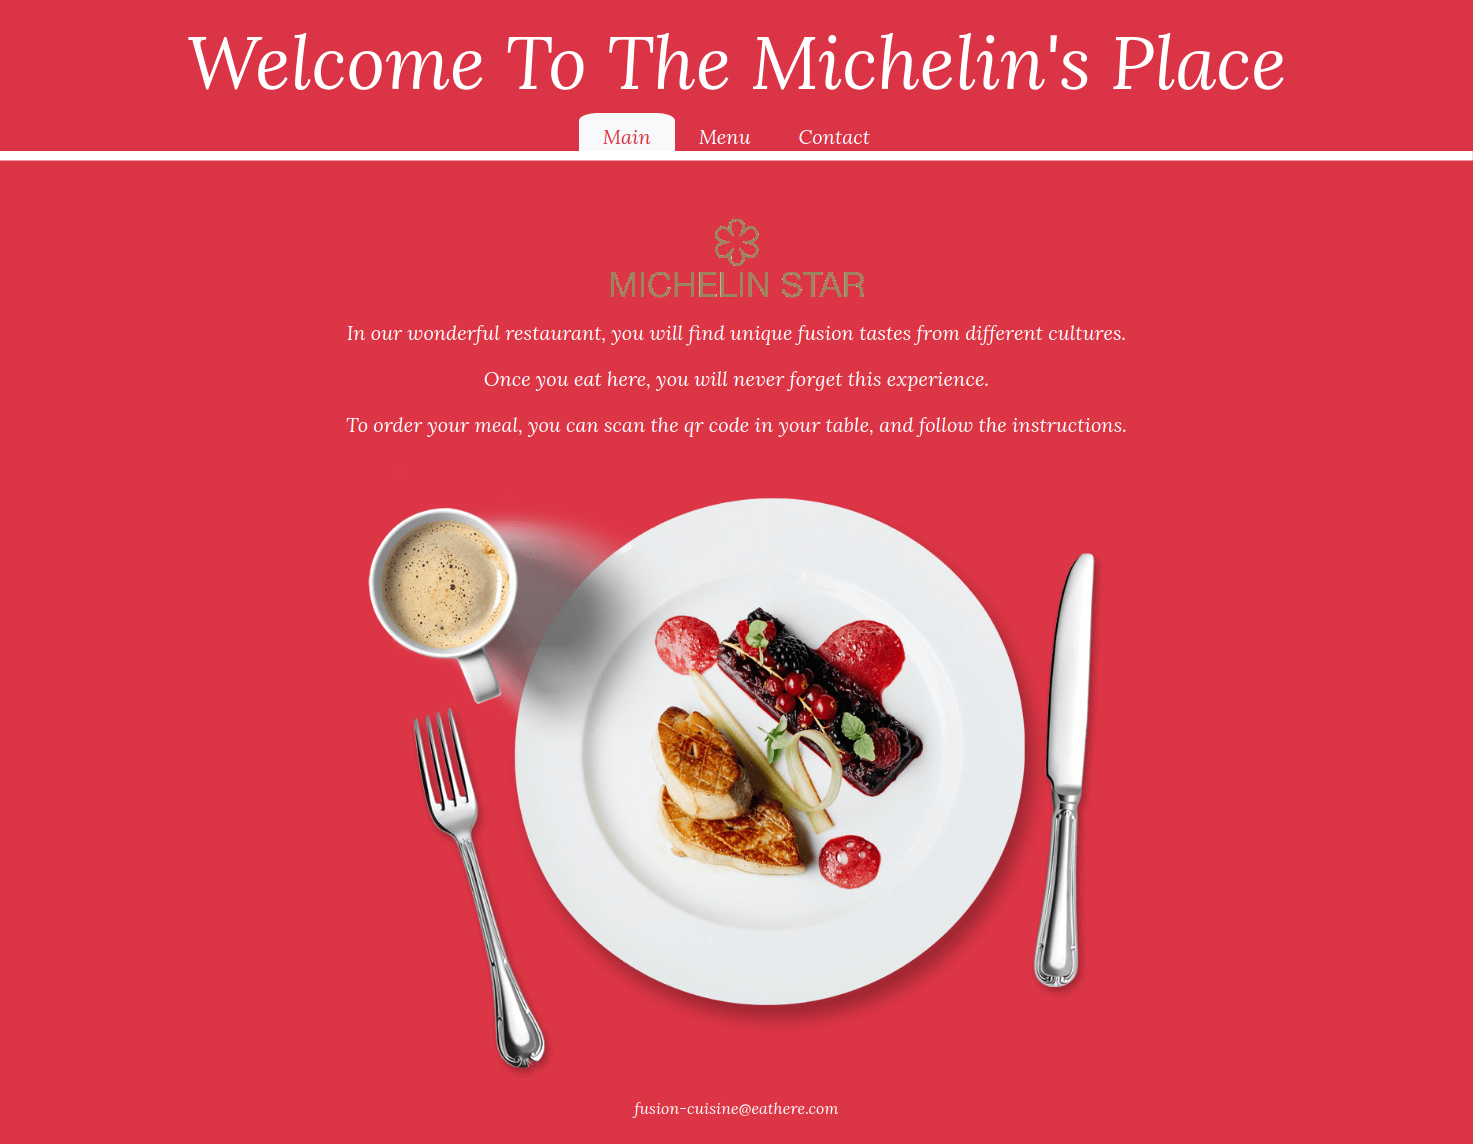 Welcome To The Michelin's Place
Main Menu Contact
MICHELIN STAR
In our wonderful restaurant, you will find unique fusion tastes from different cultures.
Once you eat here, you will never forget this experience.
To order your meal, you can scan the qr code in your table, and follow the instructions.
fusion-cuisine@eathere.com